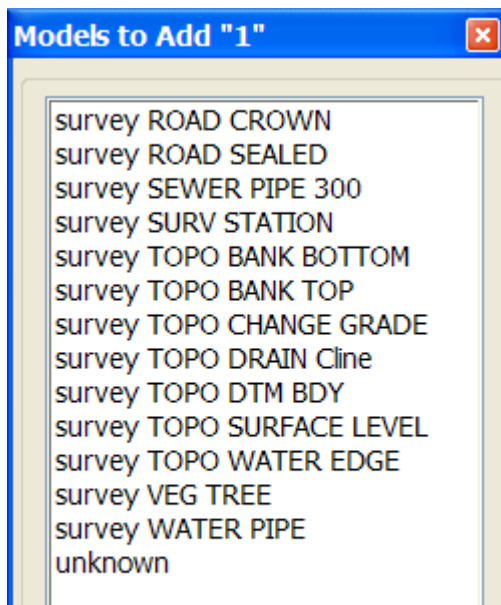 Models to Add "1"
survey ROAD CROWN
survey ROAD SEALED
survey SEWER PIPE 300
survey SURV STATION
survey TOPO BANK BOTTOM
survey TOPO BANK TOP
survey TOPO CHANGE GRADE
survey TOPO DRAIN Cline
survey TOPO DTM BDY
survey TOPO SURFACE LEVEL
survey TOPO WATER EDGE
survey VEG TREE
survey WATER PIPE
unknown